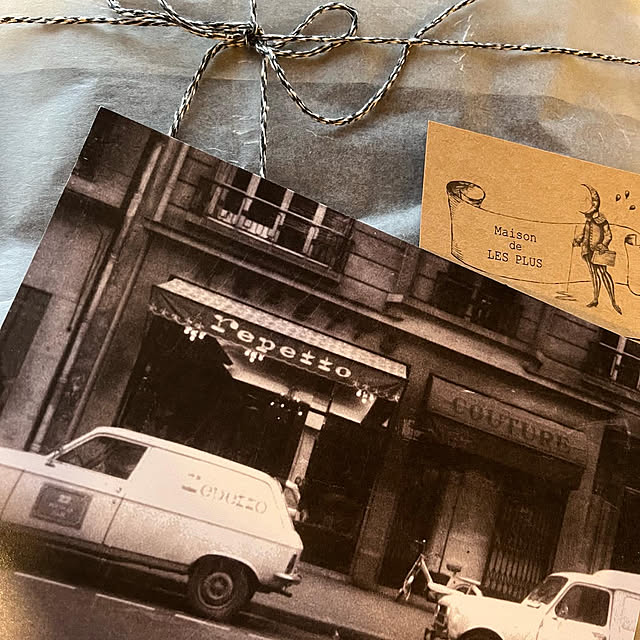 Maison
de
LES PLUS
repetto
COUTURE
repetto